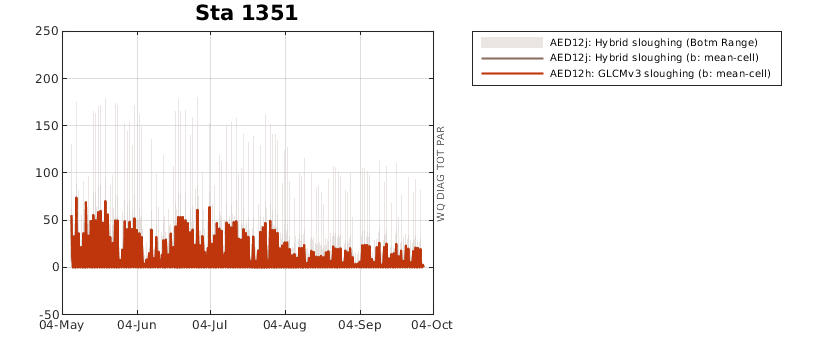 Sta 1351
250
200
150
100
50
0
-50
04-May
04-Jun
04-Jul
04-Aug
04-Sep
04-Oct
WQ DIAG TOT PAR
AED12j: Hybrid sloughing (Botm Range)
AED12j: Hybrid sloughing (b: mean-cell)
AED12h: GLCMv3 sloughing (b: mean-cell)